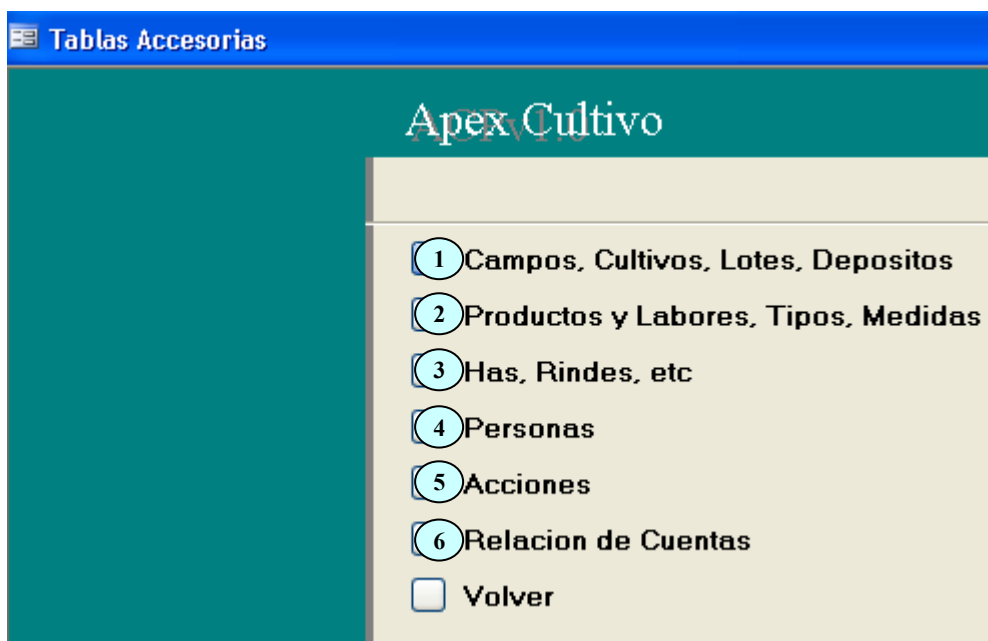 Tablas Accesorias
Apex Cultivo
1 Campos, Cultivos, Lotes, Depositos
2 Productos y Labores, Tipos, Medidas
3 Has, Rindes, etc
4 Personas
5 Acciones
6 Relacion de Cuentas
Volver